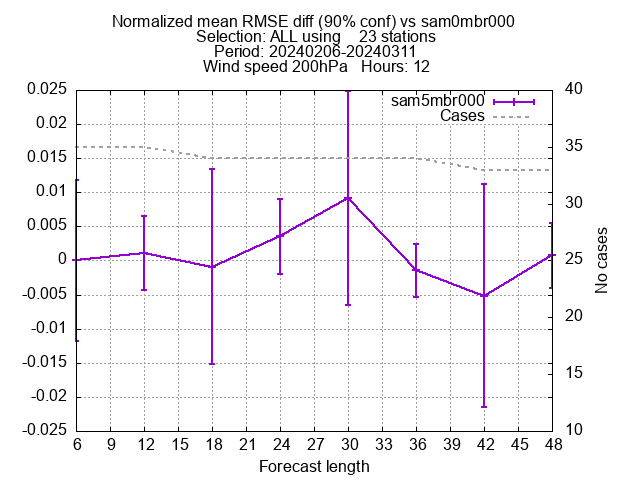 Normalized mean RMSE diff (90% conf) vs sam0mbr000
Selection: ALL using    23 stations
Period: 20240206-20240311
Wind speed 200hPa   Hours: 12
sam5mbr000
Cases
0.025
0.02
0.015
0.01
0.005
0
-0.005
-0.01
-0.015
-0.02
-0.025
40
35
30
25
20
15
10
No cases
6 9 12 15 18 21 24 27 30 33 36 39 42 45 48
Forecast length